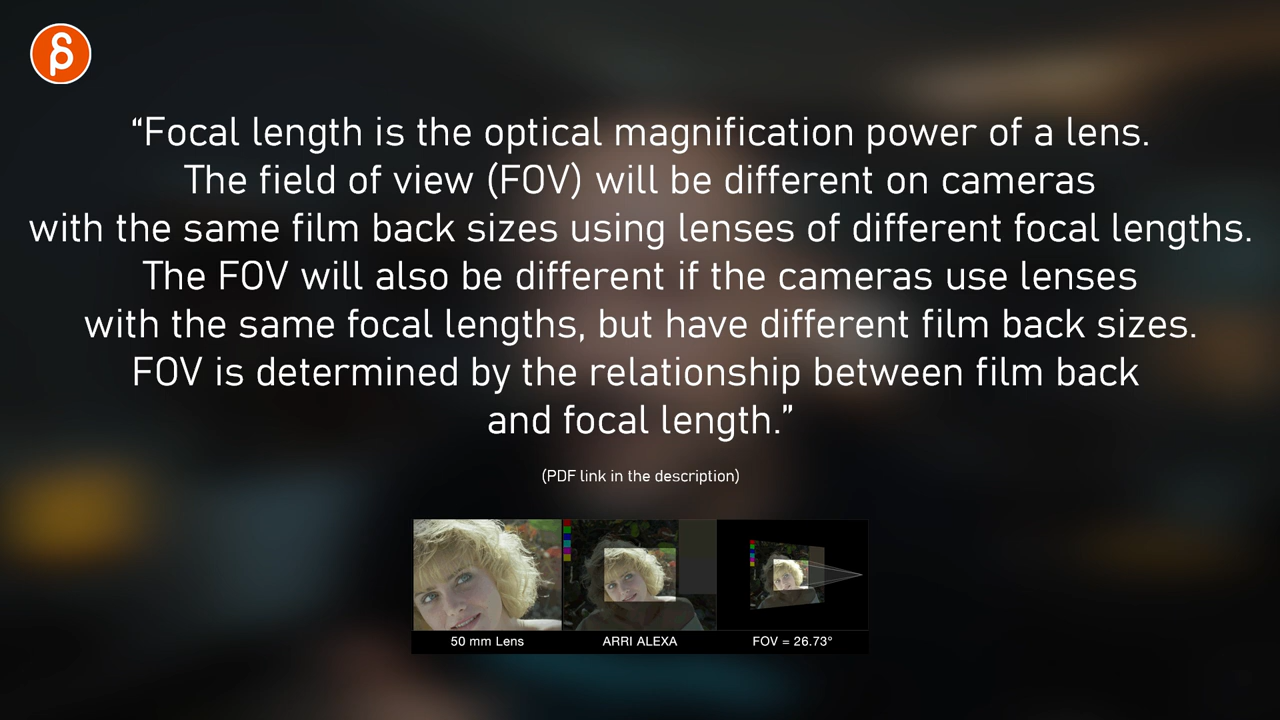 “Focal length is the optical magnification power of a lens.
The field of view (FOV) will be different on cameras
with the same film back sizes using lenses of different focal lengths.
The FOV will also be different if the cameras use lenses
with the same focal lengths, but have different film back sizes.
FOV is determined by the relationship between film back
and focal length.”
(PDF link in the description)
50 mm Lens
ARRI ALEXA
FOV = 26.73°